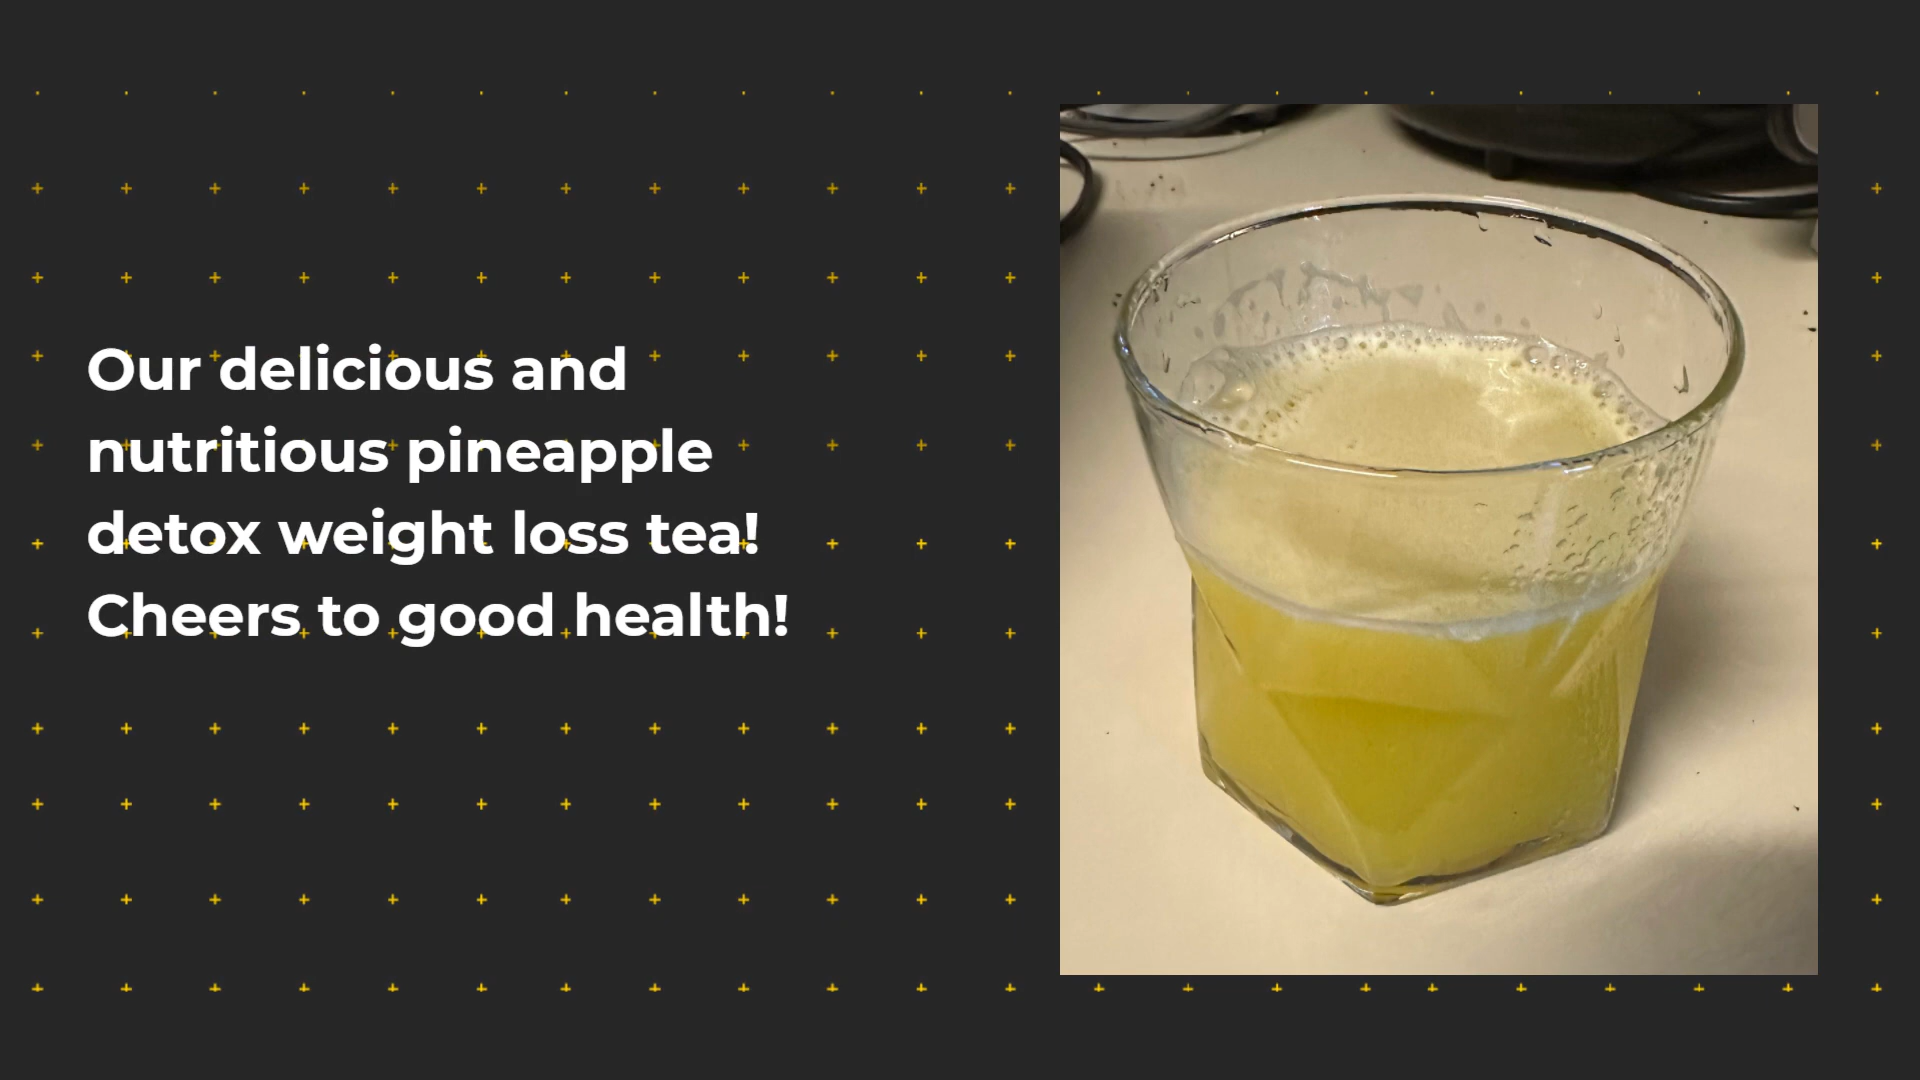 Our delicious and
nutritious pineapple
detox weight loss tea!
Cheers to good health!